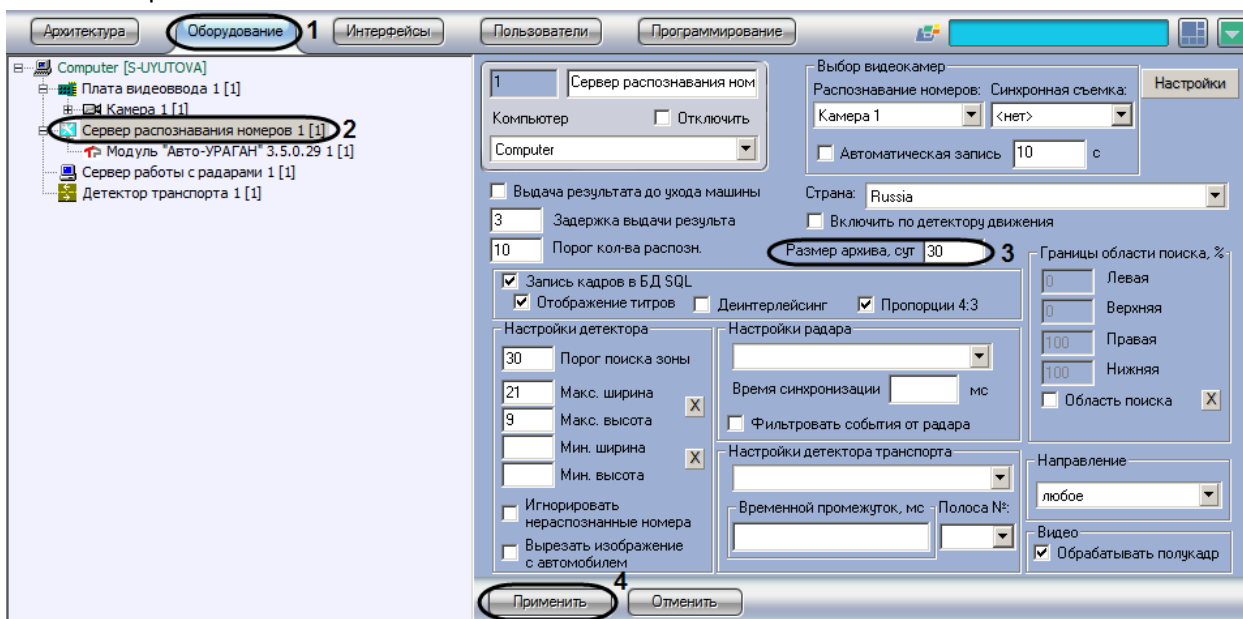 Архитектура Оборудование 1 Интерфейсы Пользователи Программирование
Computer [S-UYUTOVA]
Плата видеоввода 1 [1]
Камера 1 [1]
Сервер распознавания номеров 1 [1] 2
Модуль "Авто-УРАГАН" 3.5.0.29 1 [1]
Сервер работы с радарами 1 [1]
Детектор транспорта 1 [1]
1 Сервер распознавания ном
Компьютер Отключить
Computer
Выбор видеокамер
Распознавание номеров: Синхронная съемка:
Камера 1 <нет>
Автоматическая запись 10 с
Настройки
Выдача результата до ухода машины
Страна: Russia
3 Задержка выдачи результа
Включить по детектору движения
10 Порог кол-ва распозн.
Размер архива, сут 30 3
Запись кадров в БД SQL
Отображение титров Деинтерлейсинг Пропорции 4:3
Границы области поиска, %
0 Левая
0 Верхняя
100 Правая
100 Нижняя
Область поиска X
Настройки детектора
30 Порог поиска зоны
21 Макс. ширина
X
9 Макс. высота
Мин. ширина
X
Мин. высота
Игнорировать
нераспознанные номера
Вырезать изображение
с автомобилем
Настройки радара
Время синхронизации мс
Фильтровать события от радара
Настройки детектора транспорта
Временной промежуток, мс Полоса №:
Направление
любое
Видео
Обрабатывать полукадр
4
Применить Отменить